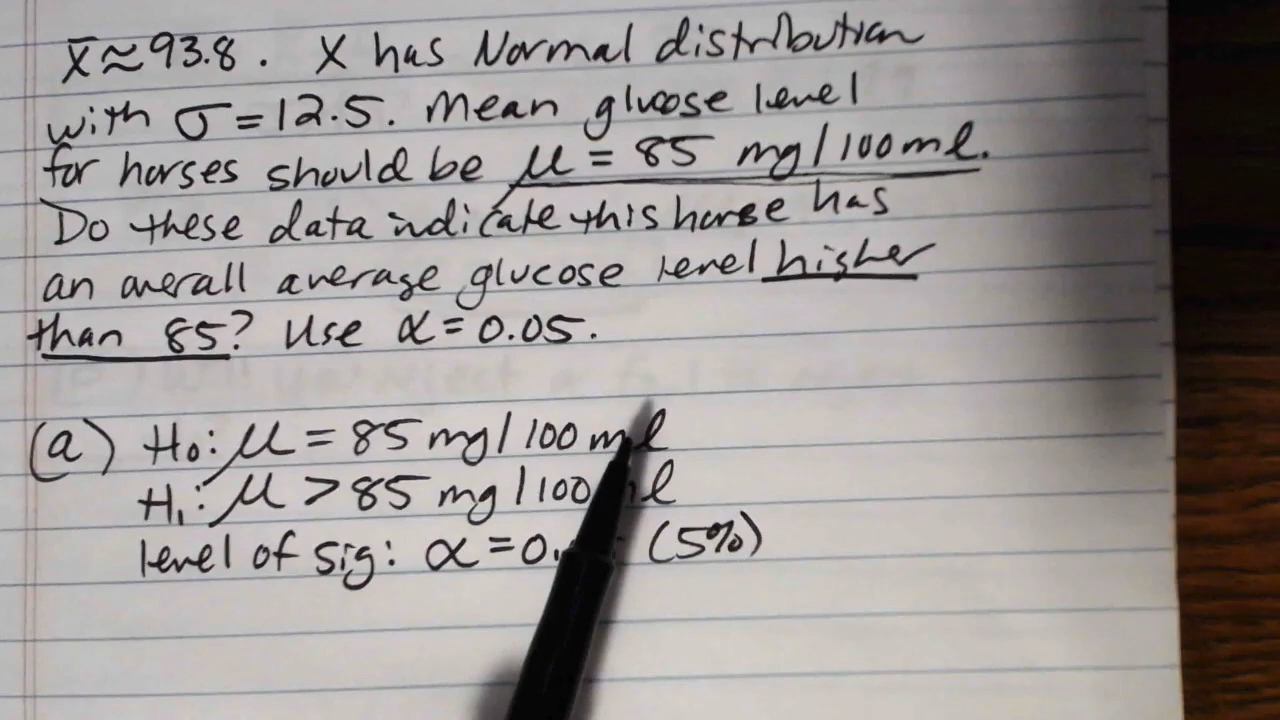 x̅ ≈ 93.8. X has Normal distribution
with σ = 12.5. Mean glucose level
for horses should be μ = 85 mg/100ml.
Do these data indicate this horse has
an overall average glucose level higher
than 85? Use α = 0.05.
(a) H₀: μ = 85 mg/100 ml
H₁: μ > 85 mg/100 ml
level of sig: α = 0. (5%)